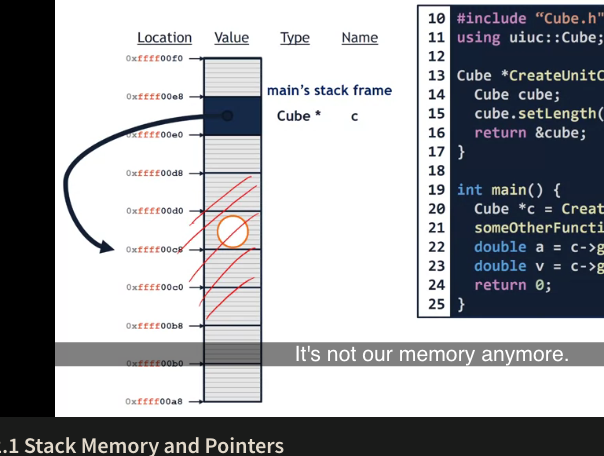 Location Value Type Name
0xffff00f0
0xffff00e8
main's stack frame
Cube * c
0xffff00e0
0xffff00d8
0xffff00d0
0xffff00c8
0xffff00c0
0xffff00b8
0xffff00b0
0xffff00a8
10 #include “Cube.h"
11 using uiuc::Cube;
12
13 Cube *CreateUnitC
14 Cube cube;
15 cube.setLength(
16 return &cube;
17 }
18
19 int main() {
20 Cube *c = Creat
21 someOtherFuncti
22 double a = c->g
23 double v = c->g
24 return 0;
25 }
It's not our memory anymore.
.1 Stack Memory and Pointers